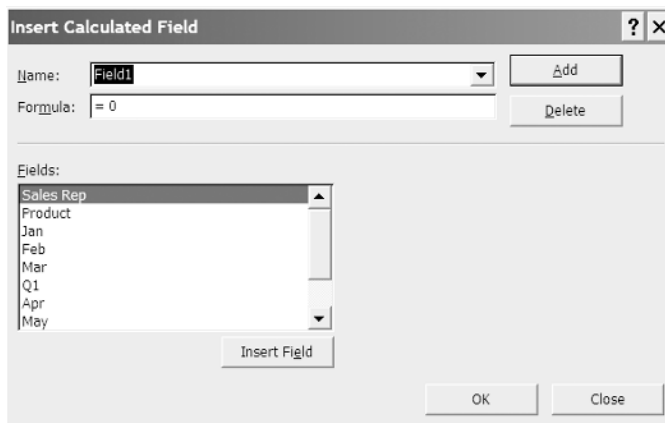 Insert Calculated Field ? X
Name: Field1 Add
Formula: = 0 Delete
Fields:
Sales Rep
Product
Jan
Feb
Mar
Q1
Apr
May
Insert Field
OK Close